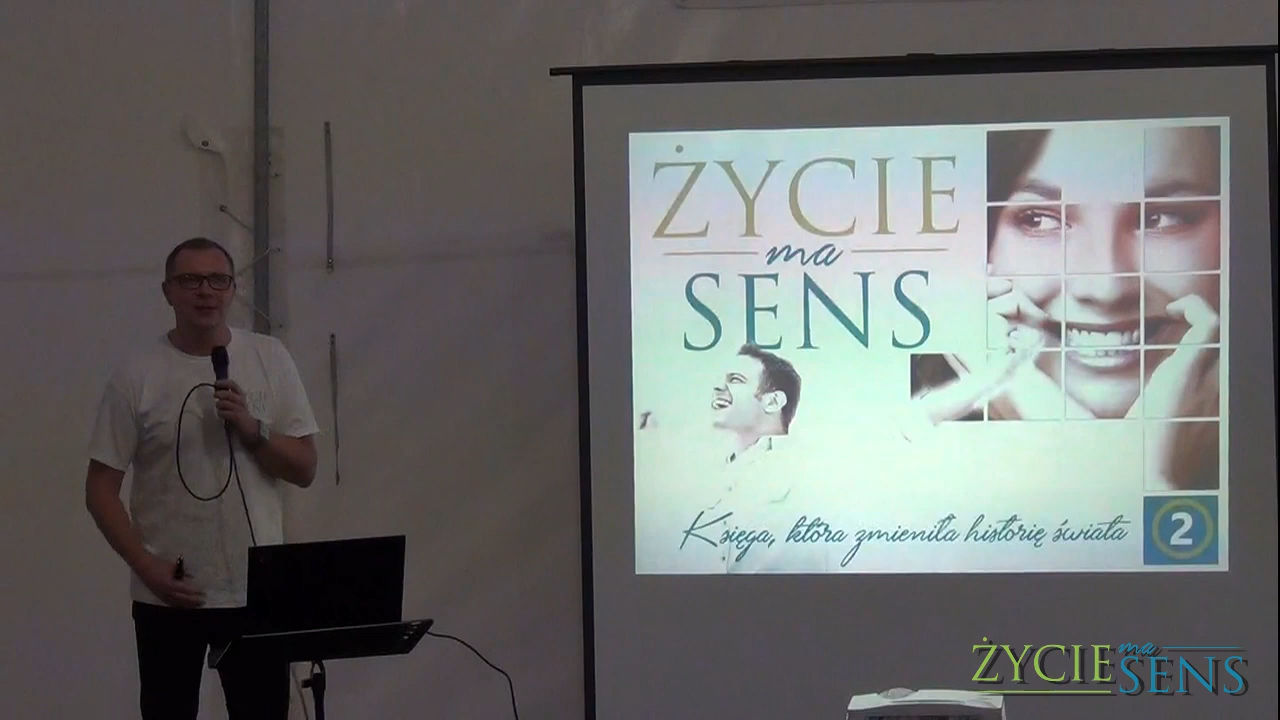 ŻYCIE
ma
SENS
Księga, która zmieniła historię świata
2
ŻYCIE ma SENS